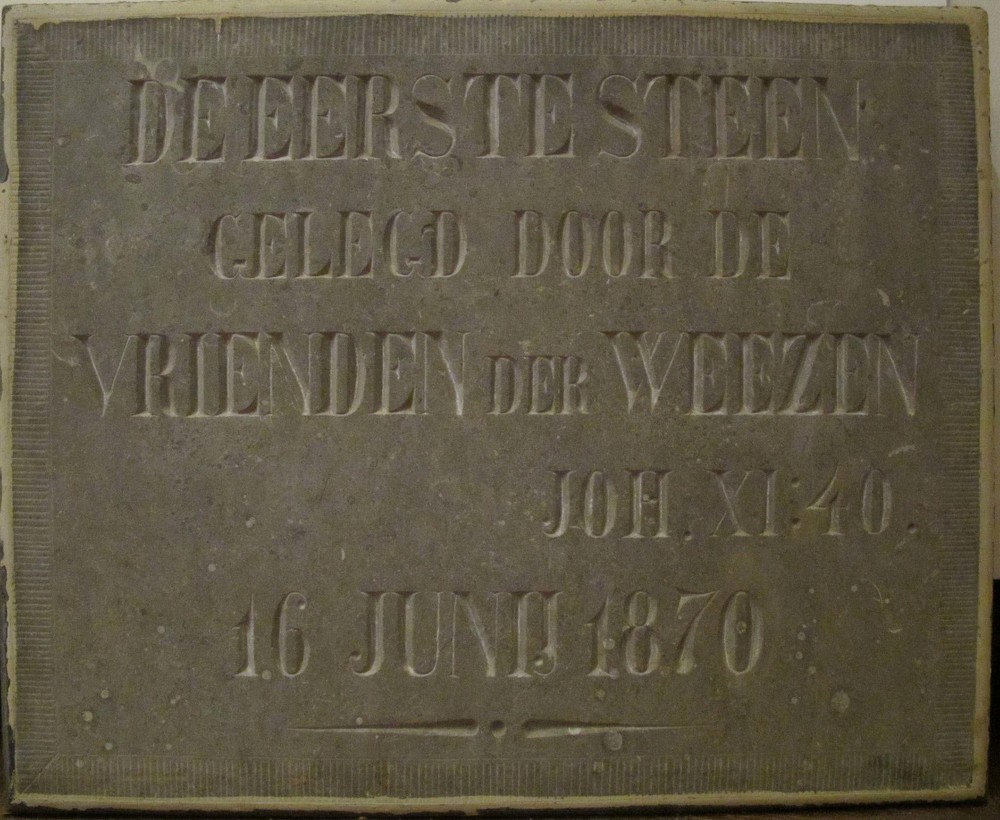 DE EERSTE STEEN
GELEGD DOOR DE
VRIENDEN DER WEEZEN
JOH. XI:40.
16 JUNIJ 1870